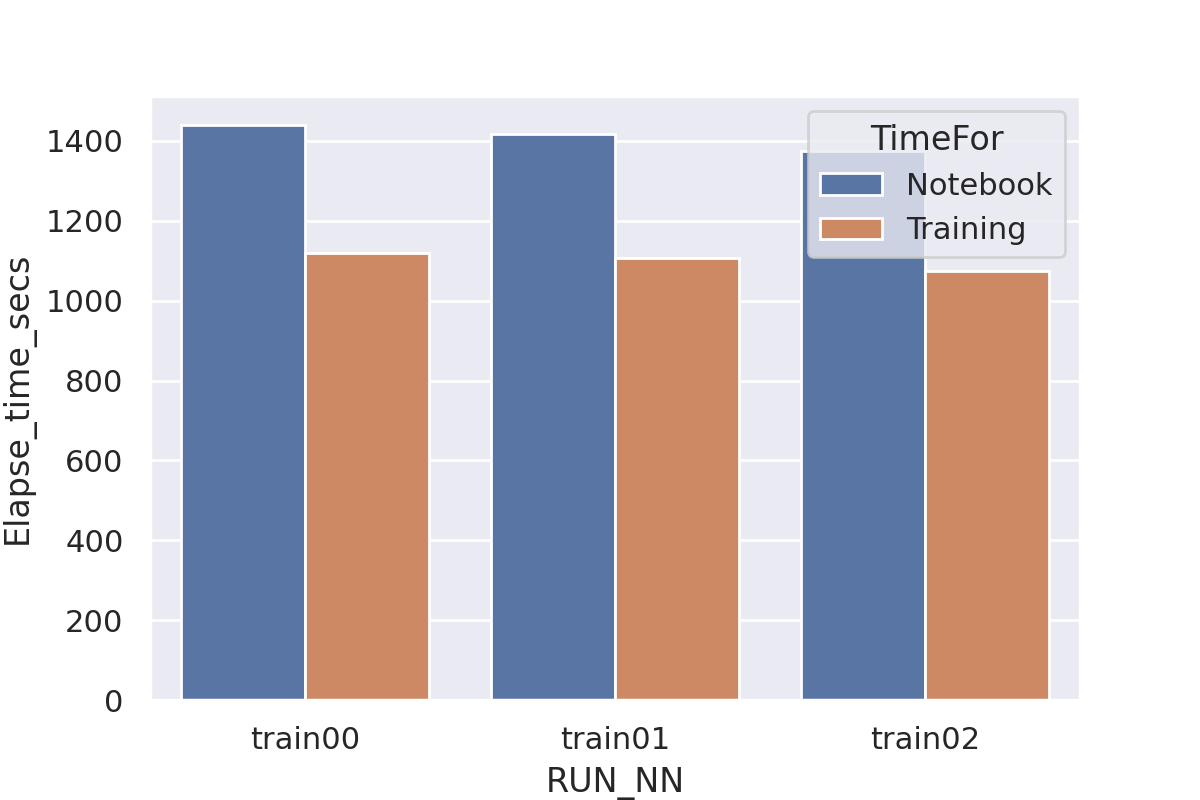 TimeFor
Notebook
Training
Elapse_time_secs
1400
1200
1000
800
600
400
200
0
train00 train01 train02
RUN_NN